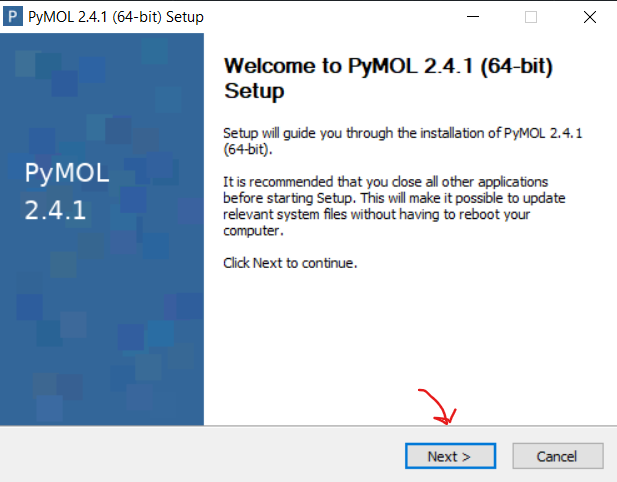 P PyMOL 2.4.1 (64-bit) Setup
PyMOL
2.4.1
Welcome to PyMOL 2.4.1 (64-bit)
Setup
Setup will guide you through the installation of PyMOL 2.4.1
(64-bit).
It is recommended that you close all other applications
before starting Setup. This will make it possible to update
relevant system files without having to reboot your
computer.
Click Next to continue.
Next >
Cancel